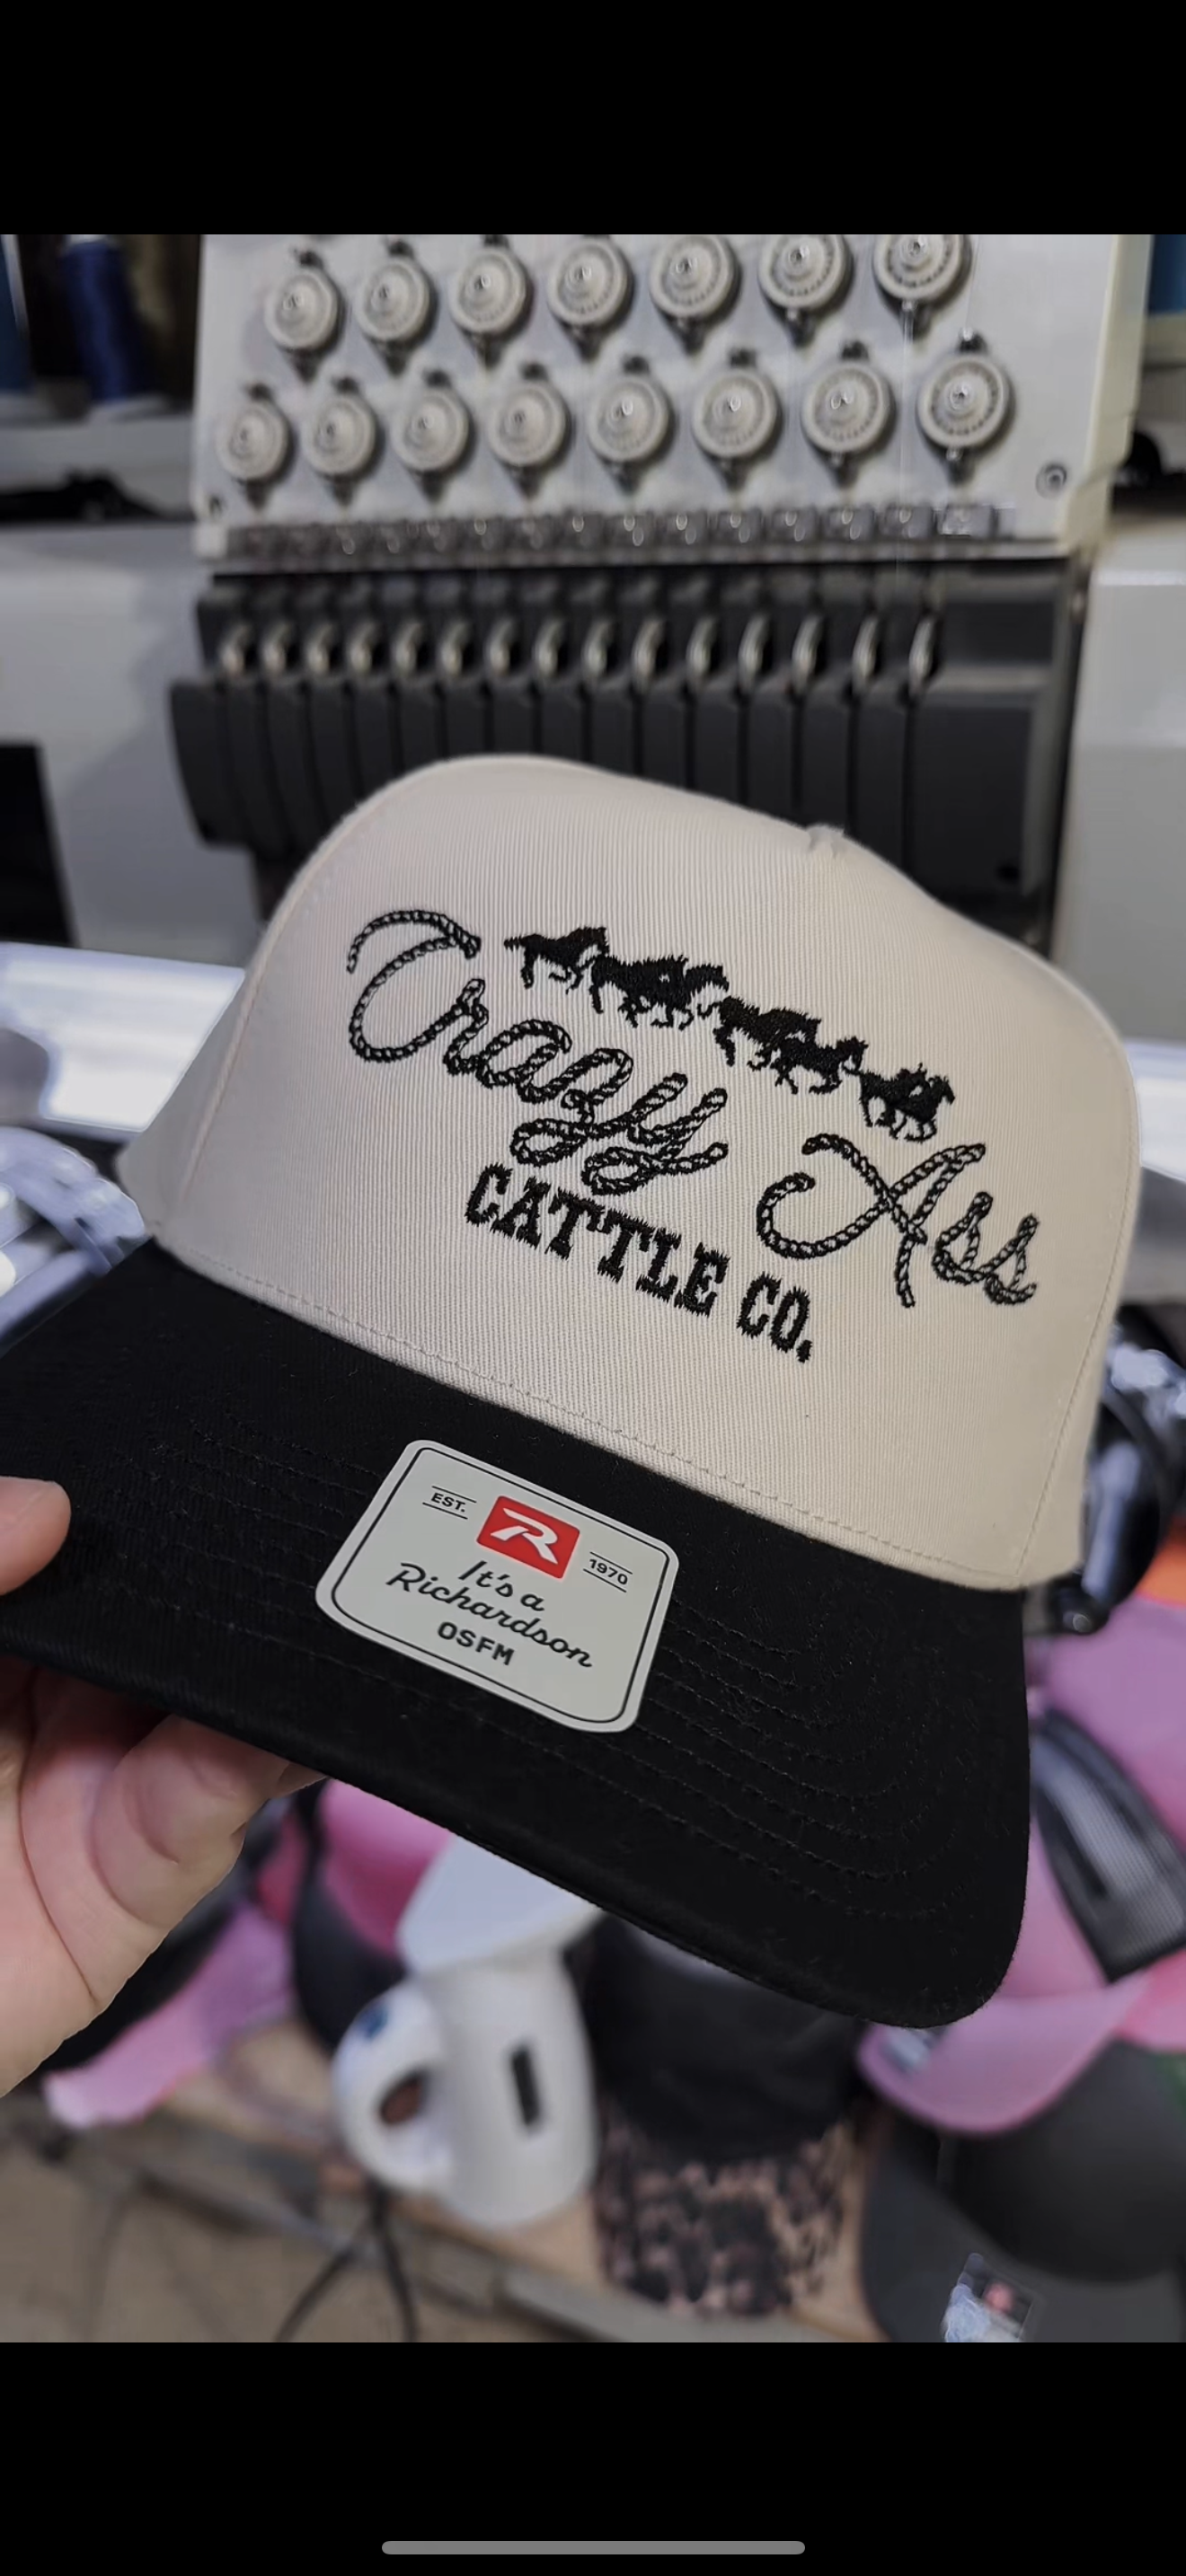 Crazy Ass
CATTLE CO.
EST. R 1970
It's a
Richardson
OSFM